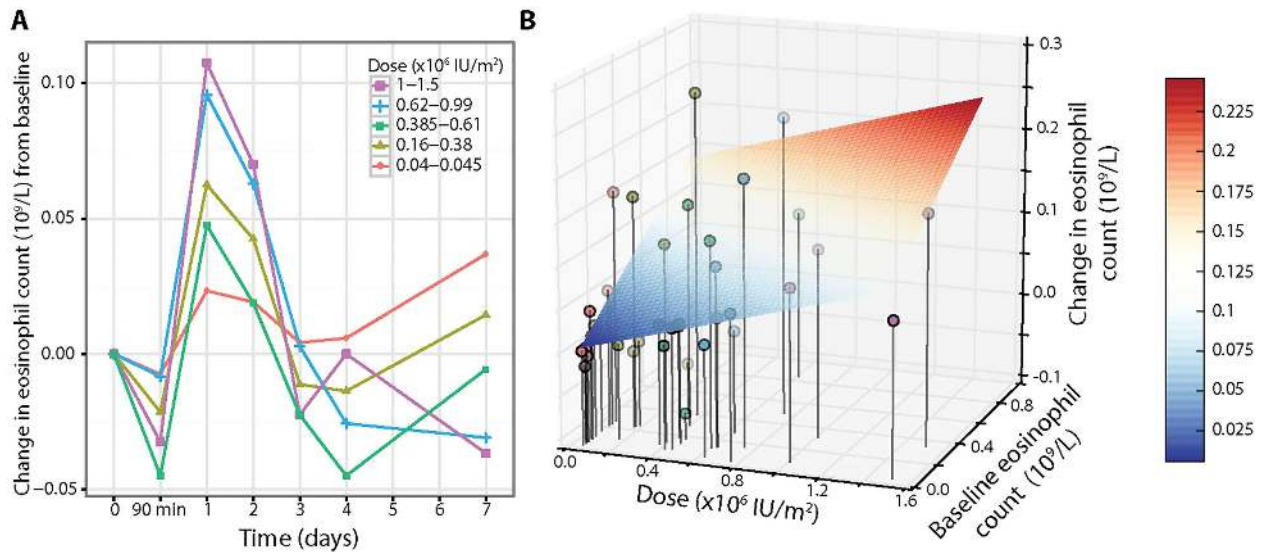 A
Change in eosinophil count (10⁹/L) from baseline
0.10
0.05
0.00
−0.05
Dose (x10⁶ IU/m²)
1−1.5
0.62−0.99
0.385−0.61
0.16−0.38
0.04−0.045
0 90 min 1 2 3 4 5 6 7
Time (days)
B
0.3
0.2
0.1
0.0
-0.1
Change in eosinophil
count (10⁹/L)
0.8
0.4
0.0
Baseline eosinophil
count (10⁹/L)
0.0 0.4 0.8 1.2 1.6
Dose (x10⁶ IU/m²)
0.225
0.2
0.175
0.15
0.125
0.1
0.075
0.05
0.025